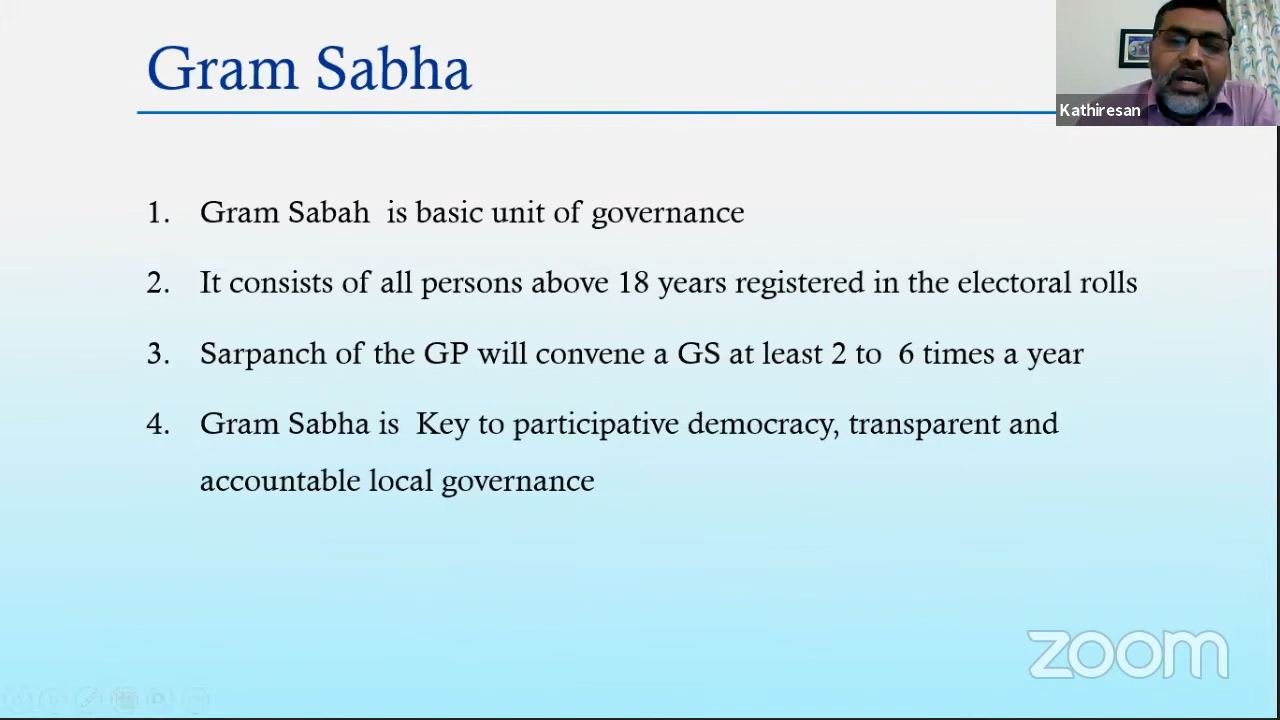 Gram Sabha
Kathiresan
1. Gram Sabah is basic unit of governance
2. It consists of all persons above 18 years registered in the electoral rolls
3. Sarpanch of the GP will convene a GS at least 2 to 6 times a year
4. Gram Sabha is Key to participative democracy, transparent and
accountable local governance
zoom